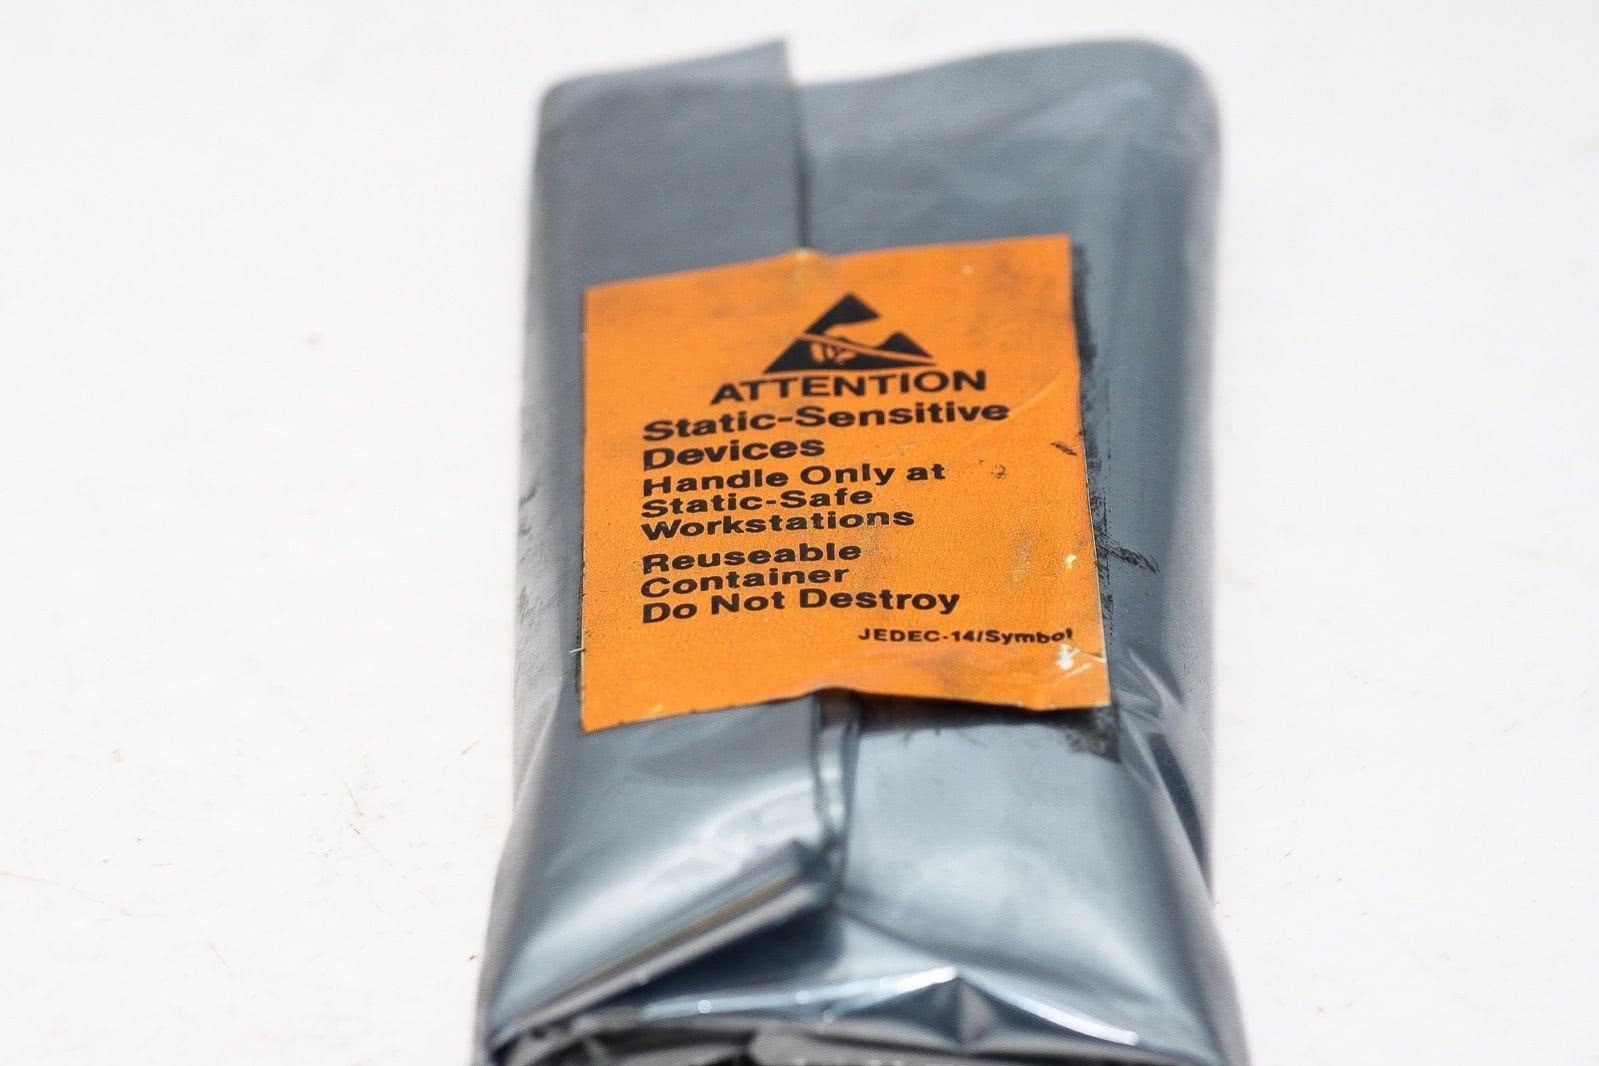 ATTENTION
Static-Sensitive
Devices
Handle Only at
Static-Safe
Workstations
Reuseable
Container
Do Not Destroy
JEDEC-14/Symbol